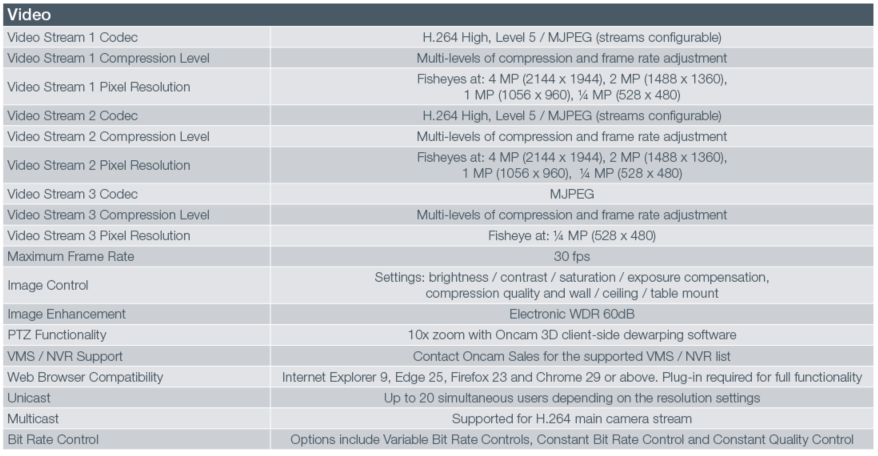 Video
Video Stream 1 Codec H.264 High, Level 5 / MJPEG (streams configurable)
Video Stream 1 Compression Level Multi-levels of compression and frame rate adjustment
Video Stream 1 Pixel Resolution Fisheyes at: 4 MP (2144 x 1944), 2 MP (1488 x 1360),
1 MP (1056 x 960), ¼ MP (528 x 480)
Video Stream 2 Codec H.264 High, Level 5 / MJPEG (streams configurable)
Video Stream 2 Compression Level Multi-levels of compression and frame rate adjustment
Video Stream 2 Pixel Resolution Fisheyes at: 4 MP (2144 x 1944), 2 MP (1488 x 1360),
1 MP (1056 x 960), ¼ MP (528 x 480)
Video Stream 3 Codec MJPEG
Video Stream 3 Compression Level Multi-levels of compression and frame rate adjustment
Video Stream 3 Pixel Resolution Fisheye at: ¼ MP (528 x 480)
Maximum Frame Rate 30 fps
Image Control Settings: brightness / contrast / saturation / exposure compensation,
compression quality and wall / ceiling / table mount
Image Enhancement Electronic WDR 60dB
PTZ Functionality 10x zoom with Oncam 3D client-side dewarping software
VMS / NVR Support Contact Oncam Sales for the supported VMS / NVR list
Web Browser Compatibility Internet Explorer 9, Edge 25, Firefox 23 and Chrome 29 or above. Plug-in required for full functionality
Unicast Up to 20 simultaneous users depending on the resolution settings
Multicast Supported for H.264 main camera stream
Bit Rate Control Options include Variable Bit Rate Controls, Constant Bit Rate Control and Constant Quality Control